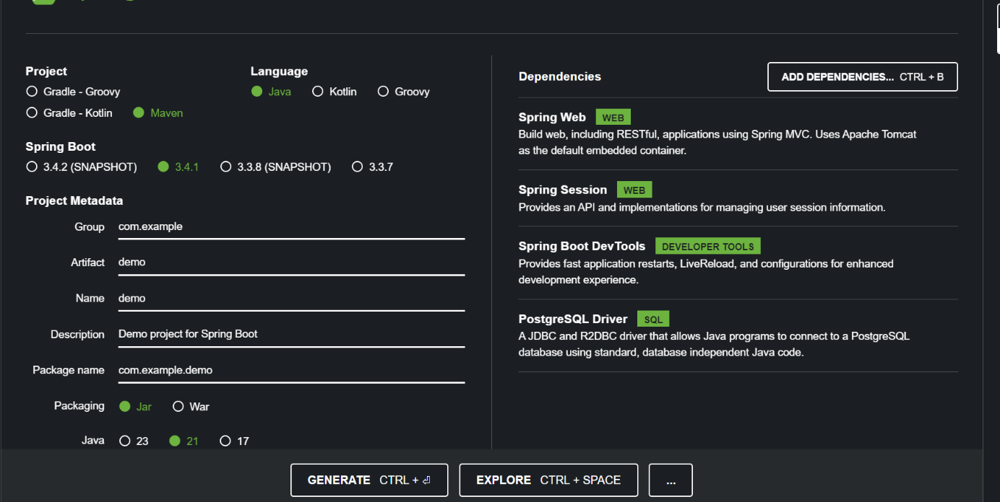 Project
Gradle - Groovy
Gradle - Kotlin Maven
Language
Java Kotlin Groovy
Spring Boot
3.4.2 (SNAPSHOT) 3.4.1 3.3.8 (SNAPSHOT) 3.3.7
Project Metadata
Group com.example
Artifact demo
Name demo
Description Demo project for Spring Boot
Package name com.example.demo
Packaging Jar War
Java 23 21 17
Dependencies
ADD DEPENDENCIES... CTRL + B
Spring Web WEB
Build web, including RESTful, applications using Spring MVC. Uses Apache Tomcat
as the default embedded container.
Spring Session WEB
Provides an API and implementations for managing user session information.
Spring Boot DevTools DEVELOPER TOOLS
Provides fast application restarts, LiveReload, and configurations for enhanced
development experience.
PostgreSQL Driver SQL
A JDBC and R2DBC driver that allows Java programs to connect to a PostgreSQL
database using standard, database independent Java code.
GENERATE CTRL + ⏎
EXPLORE CTRL + SPACE
...